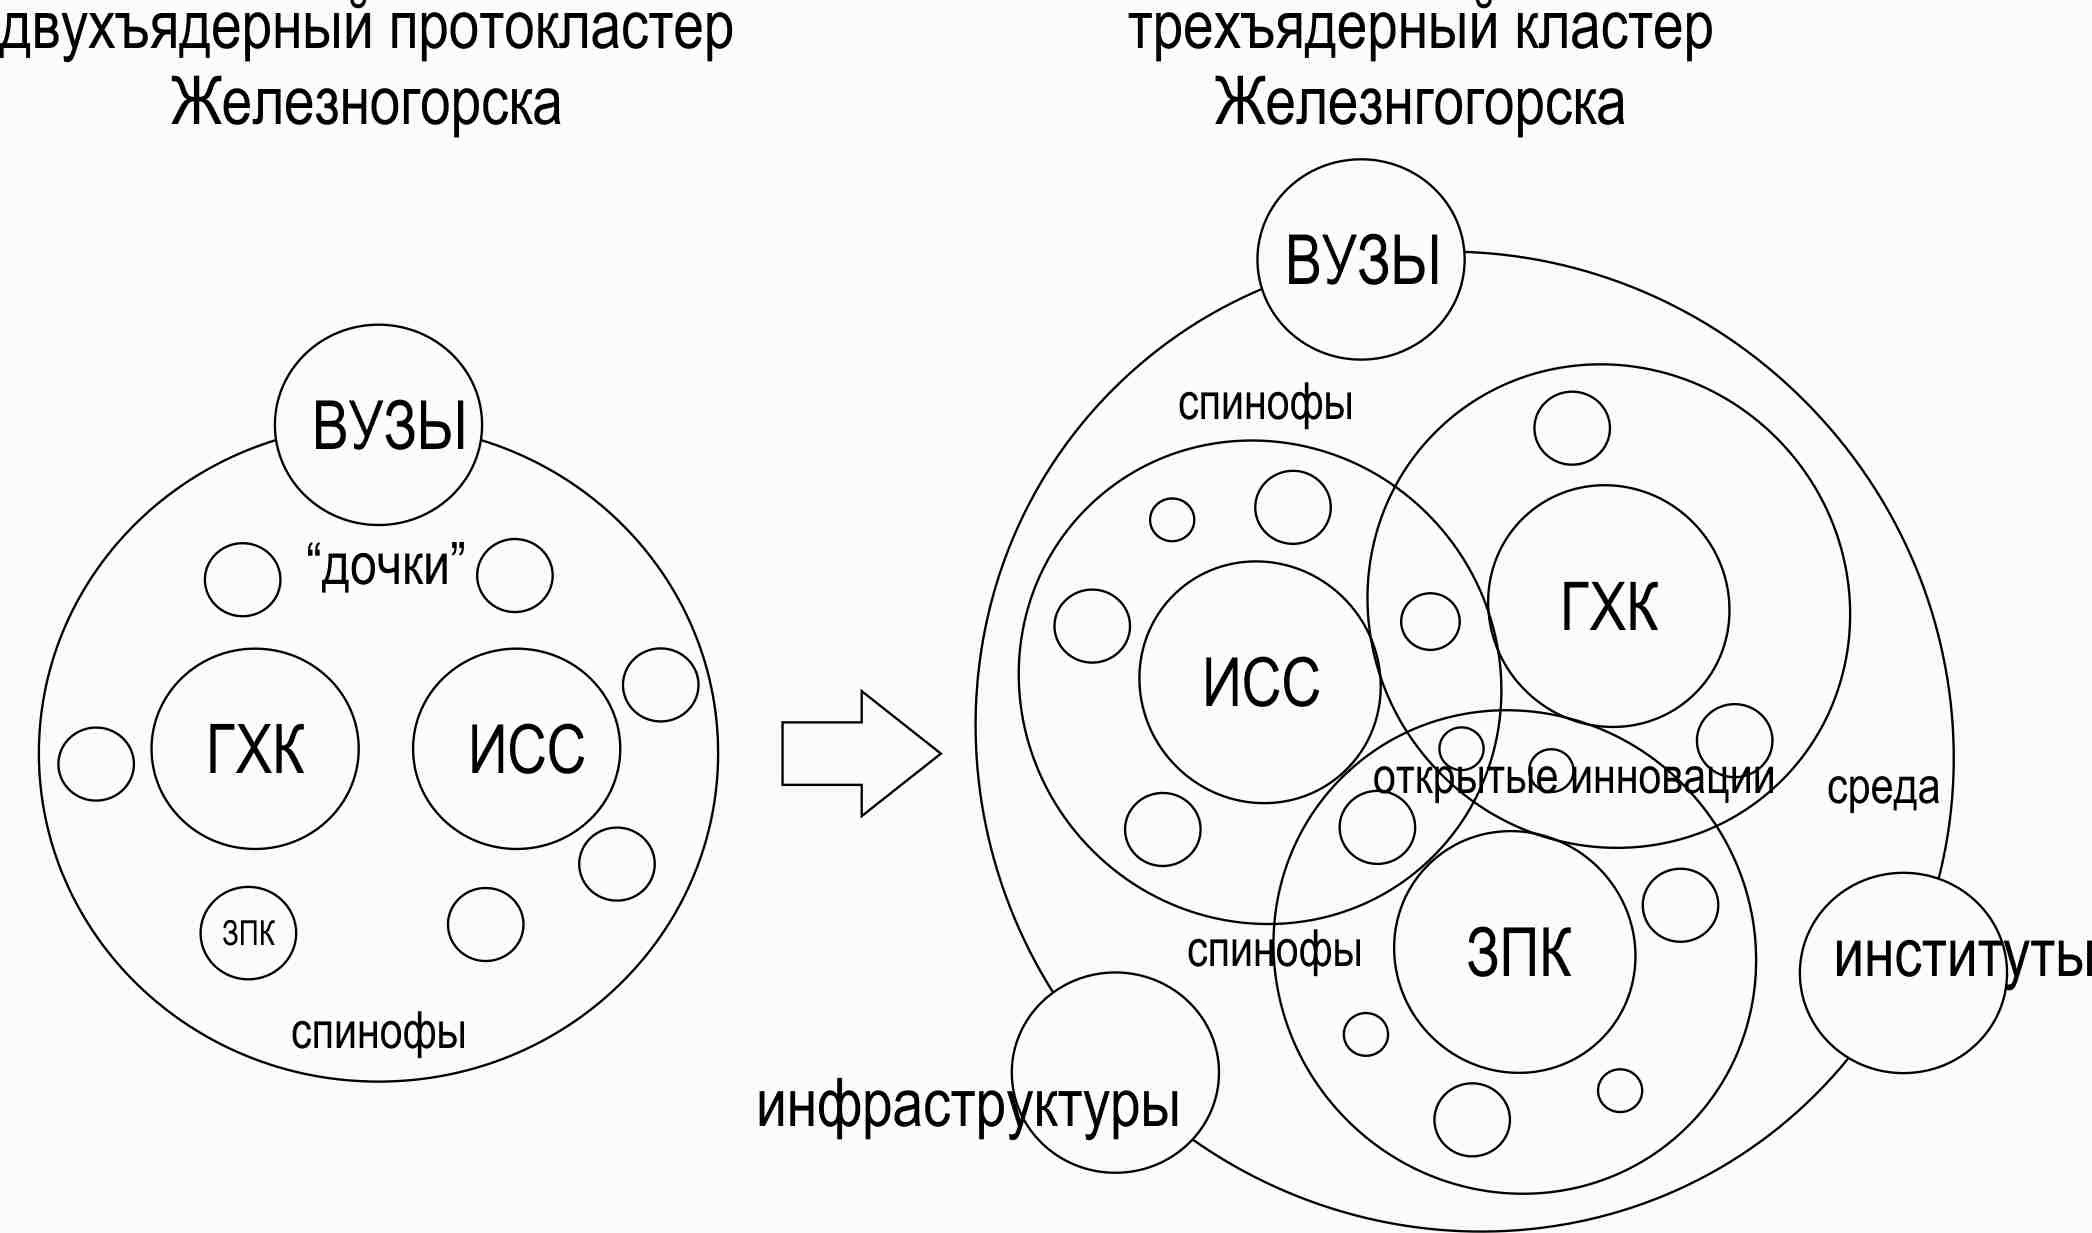 двухъядерный протокластер
Железногорска
ВУЗЫ
“дочки”
ГХК
ИСС
ЗПК
спинофы
трехъядерный кластер
Железнгогорска
ВУЗЫ
спинофы
ГХК
ИСС
открытые инновации
среда
спинофы
ЗПК
институты
инфраструктуры